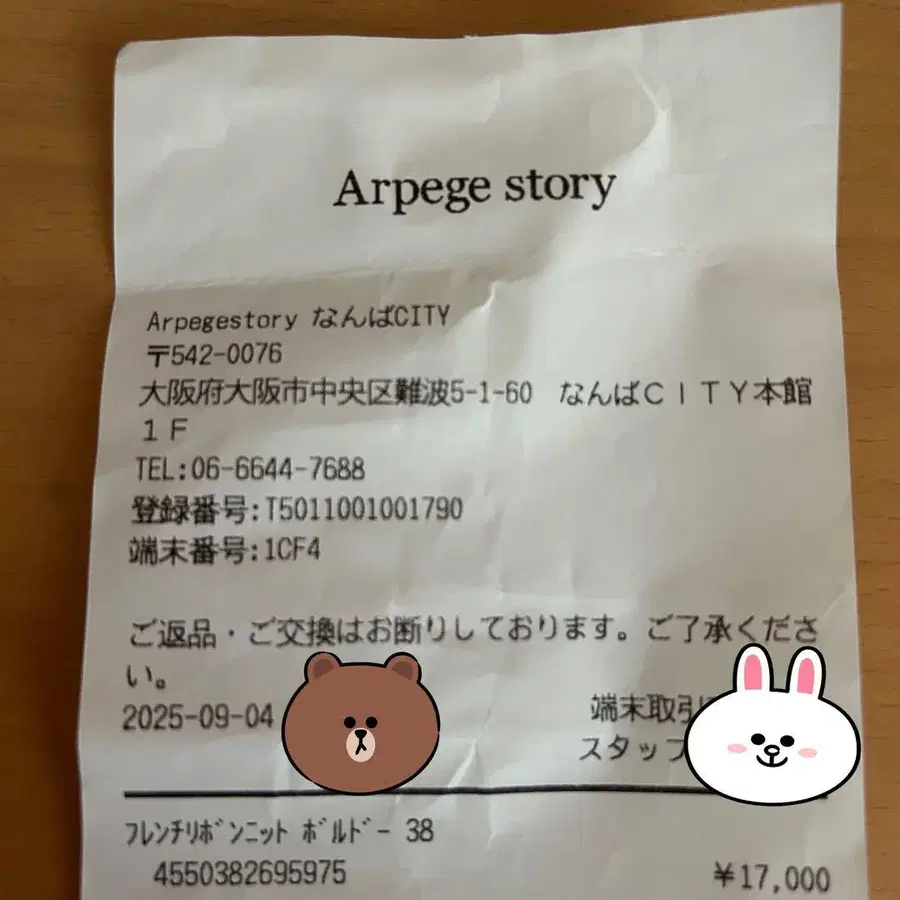 Arpege story
Arpegestory なんばCITY
〒542-0076
大阪府大阪市中央区難波5-1-60 なんばＣＩＴＹ本館
１Ｆ
TEL:06-6644-7688
登録番号:T5011001001790
端末番号:1CF4
ご返品・ご交換はお断りしております。ご了承くださ
い。
2025-09-04 端末取引
スタッフ
ﾌﾚﾝﾁﾘﾎﾞﾝﾆｯﾄ ﾎﾞﾙﾄﾞｰ 38
4550382695975 ¥17,000